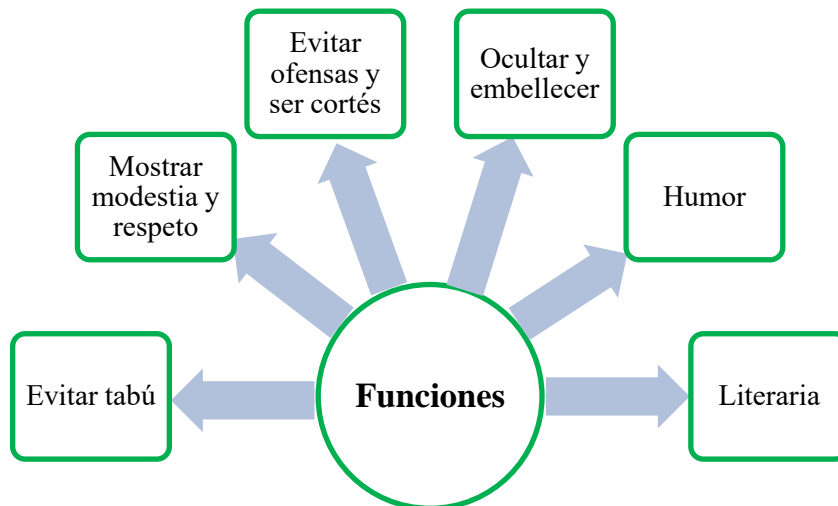 Evitar
ofensas y
ser cortés
Ocultar y
embellecer
Mostrar
modestia y
respeto
Humor
Evitar tabú
Funciones
Literaria